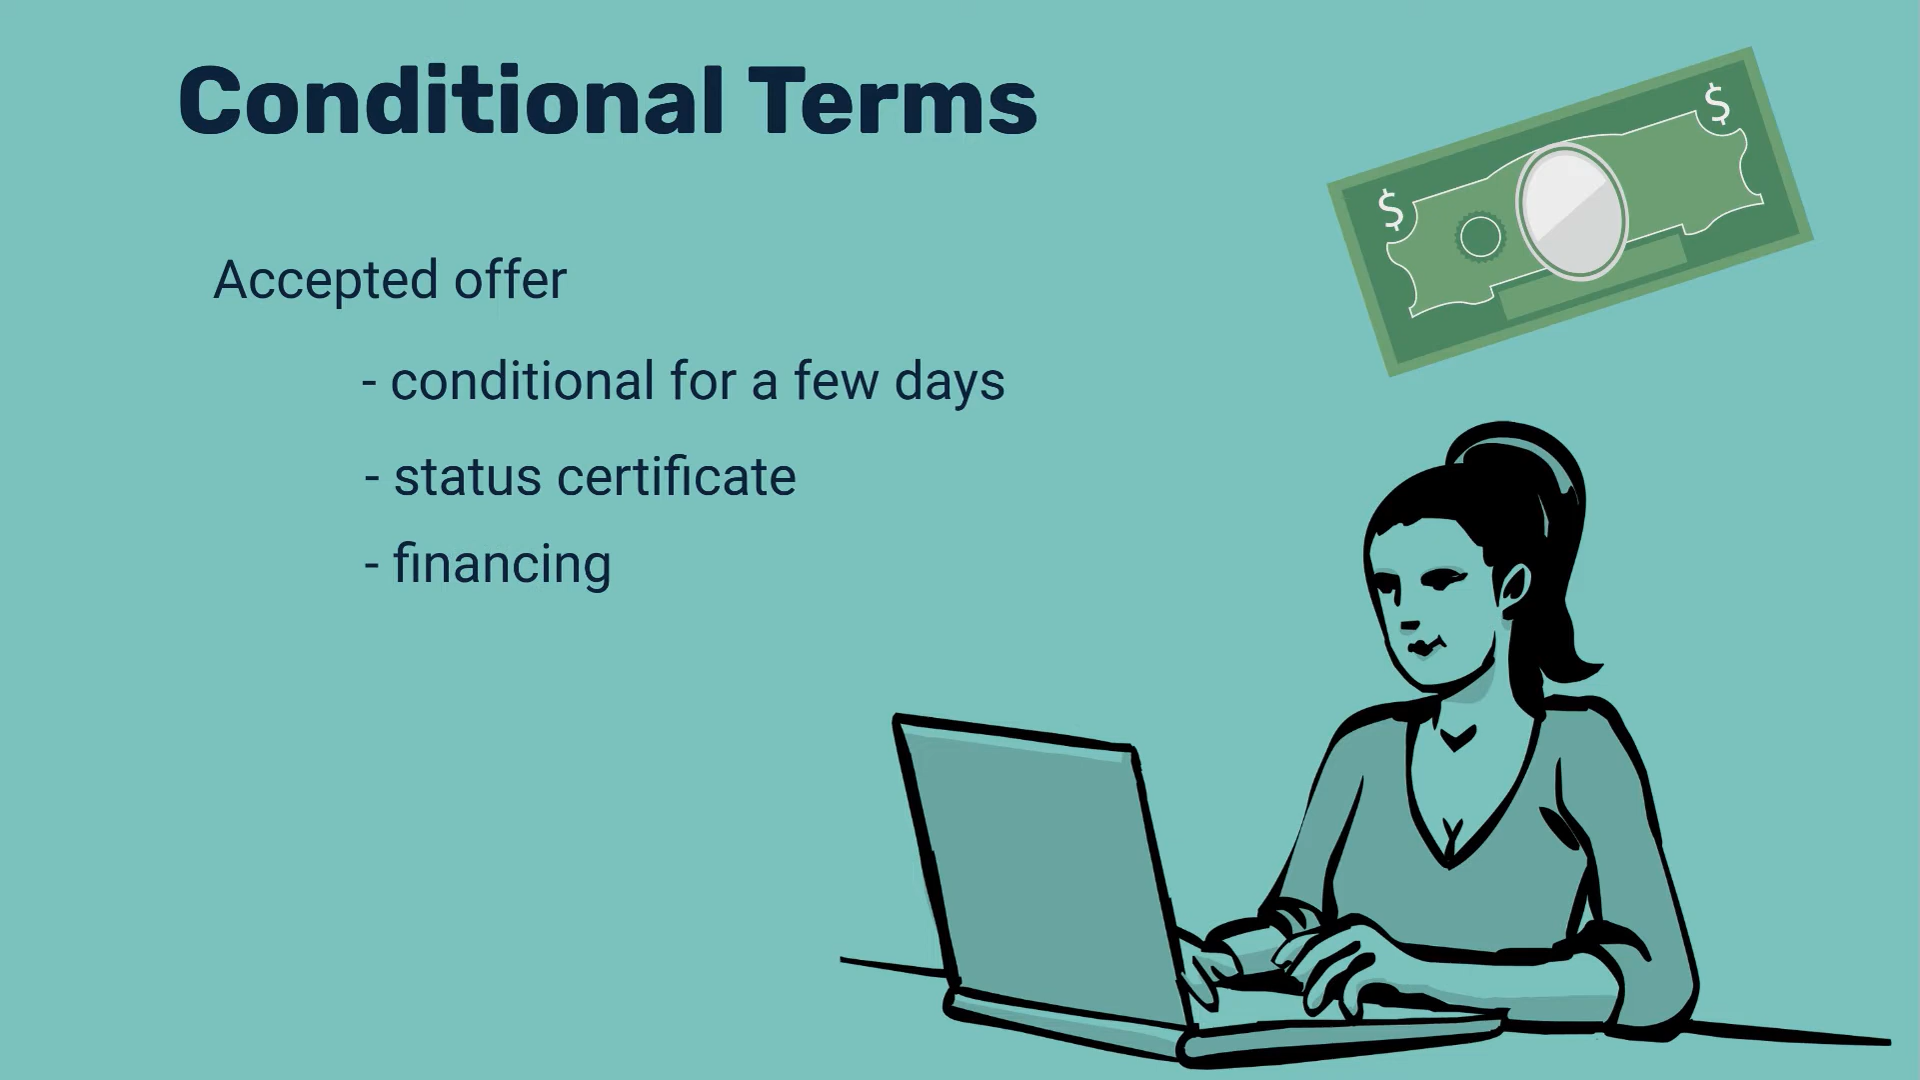 Conditional Terms
$
$
Accepted offer
- conditional for a few days
- status certificate
- financing